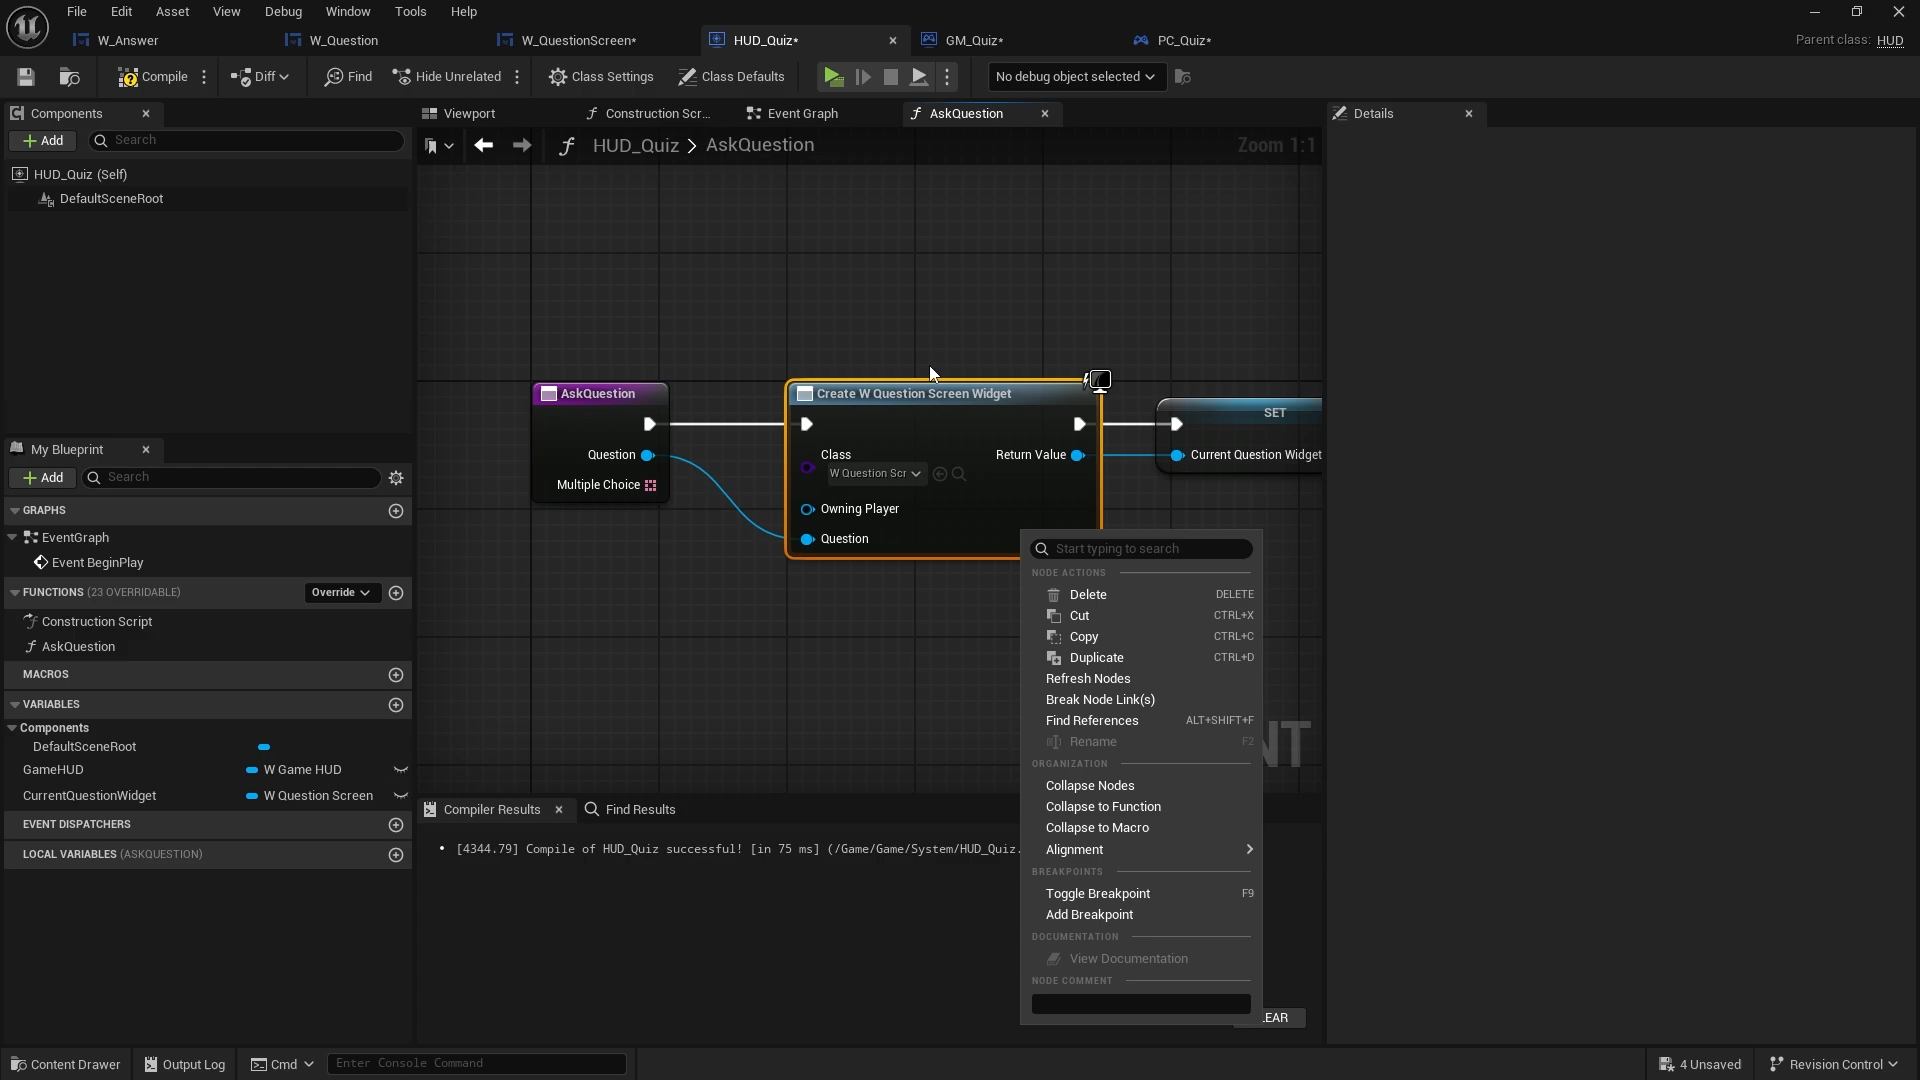 File Edit Asset View Debug Window Tools Help
W_Answer W_Question W_QuestionScreen* HUD_Quiz* GM_Quiz* PC_Quiz* Parent class: HUD
Compile Diff Find Hide Unrelated Class Settings Class Defaults No debug object selected
Components
Add Search
HUD_Quiz (Self)
DefaultSceneRoot
My Blueprint
Add Search
GRAPHS
EventGraph
Event BeginPlay
FUNCTIONS (23 OVERRIDABLE) Override
Construction Script
AskQuestion
MACROS
VARIABLES
Components
DefaultSceneRoot
GameHUD W Game HUD
CurrentQuestionWidget W Question Screen
EVENT DISPATCHERS
LOCAL VARIABLES (ASKQUESTION)
Viewport Construction Scr... Event Graph AskQuestion
HUD_Quiz > AskQuestion Zoom 1:1
AskQuestion
Question
Multiple Choice
Create W Question Screen Widget
Class
W Question Scr
Return Value
Owning Player
Question
SET
Current Question Widget
NT
Start typing to search
NODE ACTIONS
Delete DELETE
Cut CTRL+X
Copy CTRL+C
Duplicate CTRL+D
Refresh Nodes
Break Node Link(s)
Find References ALT+SHIFT+F
Rename F2
ORGANIZATION
Collapse Nodes
Collapse to Function
Collapse to Macro
Alignment
BREAKPOINTS
Toggle Breakpoint F9
Add Breakpoint
DOCUMENTATION
View Documentation
NODE COMMENT
Compiler Results Find Results
[4344.79] Compile of HUD_Quiz successful! [in 75 ms] (/Game/Game/System/HUD_Quiz.
EAR
Details
Content Drawer Output Log Cmd Enter Console Command 4 Unsaved Revision Control